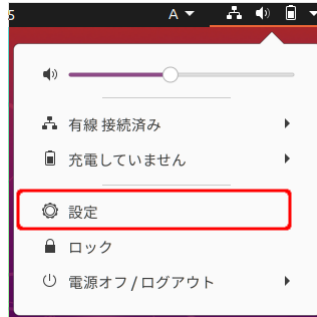 5 A
有線 接続済み
充電していません
設定
ロック
電源オフ / ログアウト